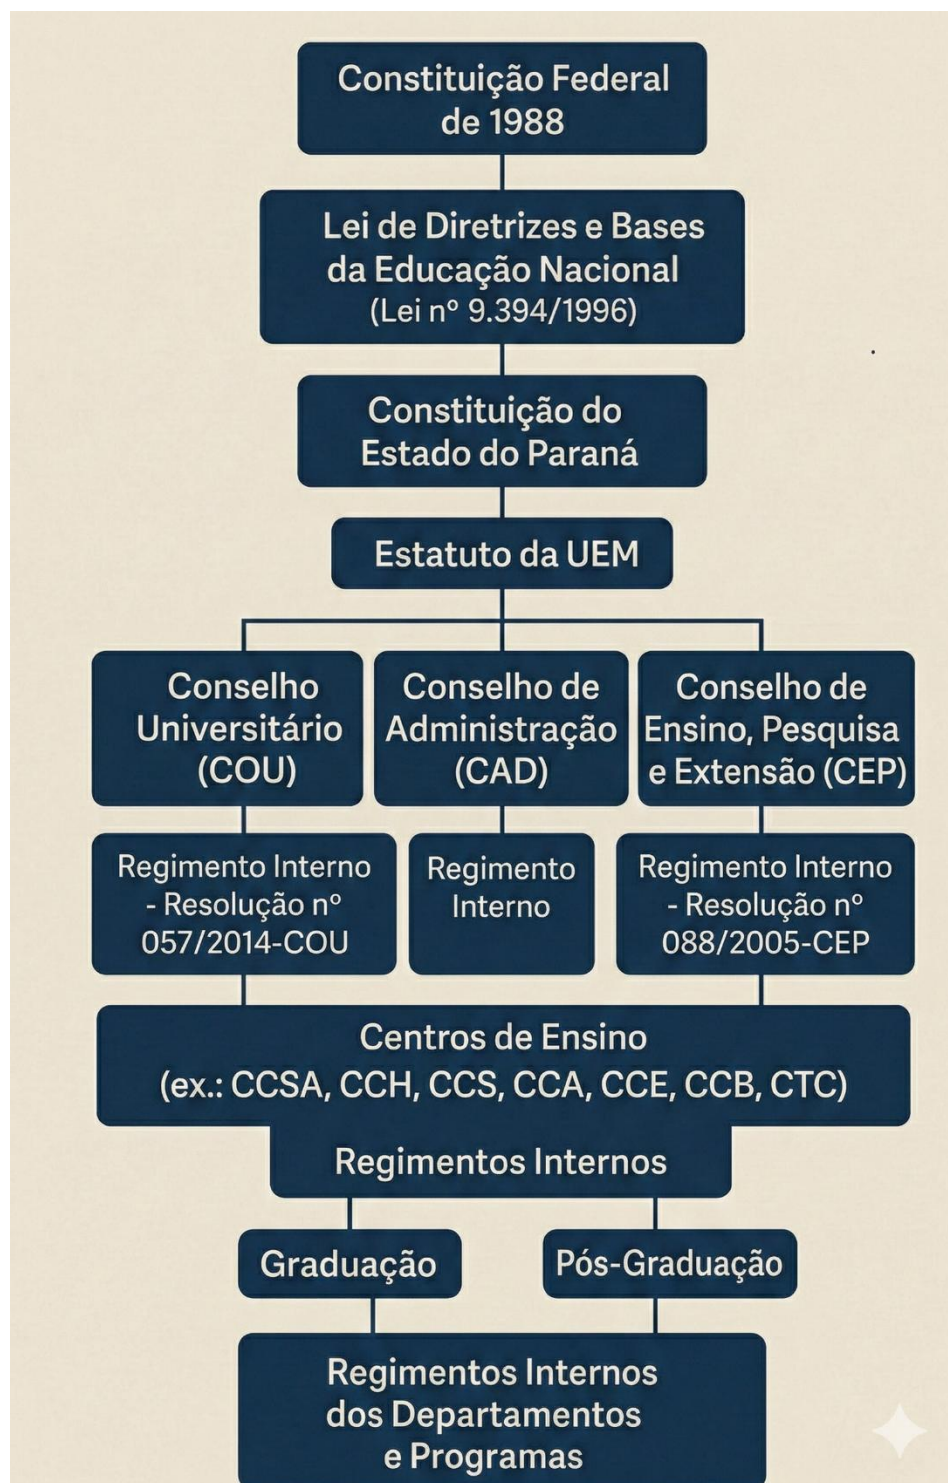 Constituição Federal
de 1988
Lei de Diretrizes e Bases
da Educação Nacional
(Lei nº 9.394/1996)
Constituição do
Estado do Paraná
Estatuto da UEM
Conselho
Universitário
(COU)
Conselho de
Administração
(CAD)
Conselho de
Ensino, Pesquisa
e Extensão (CEP)
Regimento Interno
- Resolução nº
057/2014-COU
Regimento
Interno
Regimento Interno
- Resolução nº
088/2005-CEP
Centros de Ensino
(ex.: CCSA, CCH, CCS, CCA, CCE, CCB, CTC)
Regimentos Internos
Graduação
Pós-Graduação
Regimentos Internos
dos Departamentos
e Programas